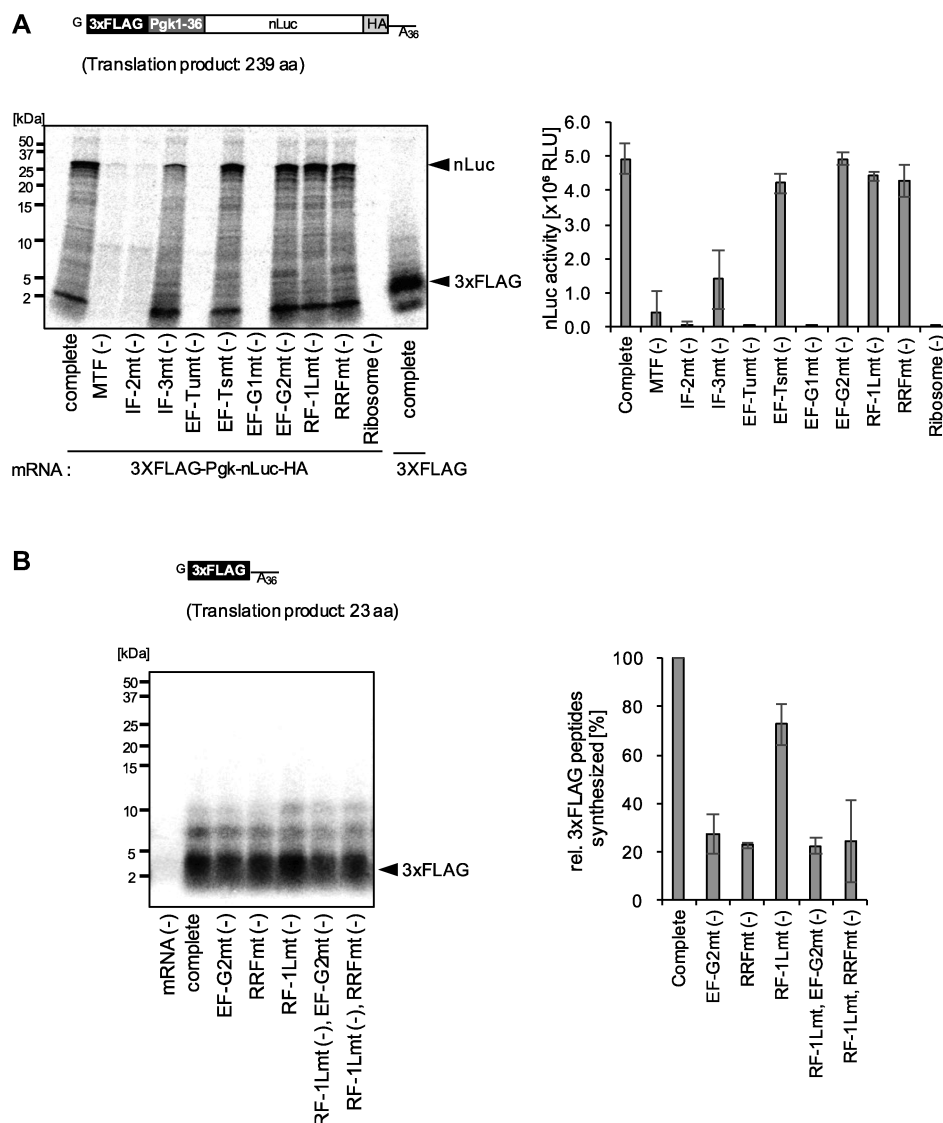 A
G 3xFLAG Pgk1-36 nLuc HA A36
(Translation product: 239 aa)
[kDa]
50
37
25
20
15
10
5
2
nLuc
3xFLAG
complete
MTF (-)
IF-2mt (-)
IF-3mt (-)
EF-Tumt (-)
EF-Tsmt (-)
EF-G1mt (-)
EF-G2mt (-)
RF-1Lmt (-)
RRFmt (-)
Ribosome (-)
complete
mRNA : 3XFLAG-Pgk-nLuc-HA 3XFLAG
nLuc activity [x10⁶ RLU]
6.0
5.0
4.0
3.0
2.0
1.0
0.0
Complete
MTF (-)
IF-2mt (-)
IF-3mt (-)
EF-Tumt (-)
EF-Tsmt (-)
EF-G1mt (-)
EF-G2mt (-)
RF-1Lmt (-)
RRFmt (-)
Ribosome (-)
B
G 3xFLAG A36
(Translation product: 23 aa)
[kDa]
50
37
25
20
15
10
5
2
3xFLAG
mRNA (-)
complete
EF-G2mt (-)
RRFmt (-)
RF-1Lmt (-)
RF-1Lmt (-), EF-G2mt (-)
RF-1Lmt (-), RRFmt (-)
rel. 3xFLAG peptides
synthesized [%]
100
80
60
40
20
0
Complete
EF-G2mt (-)
RRFmt (-)
RF-1Lmt (-)
RF-1Lmt, EF-G2mt (-)
RF-1Lmt, RRFmt (-)